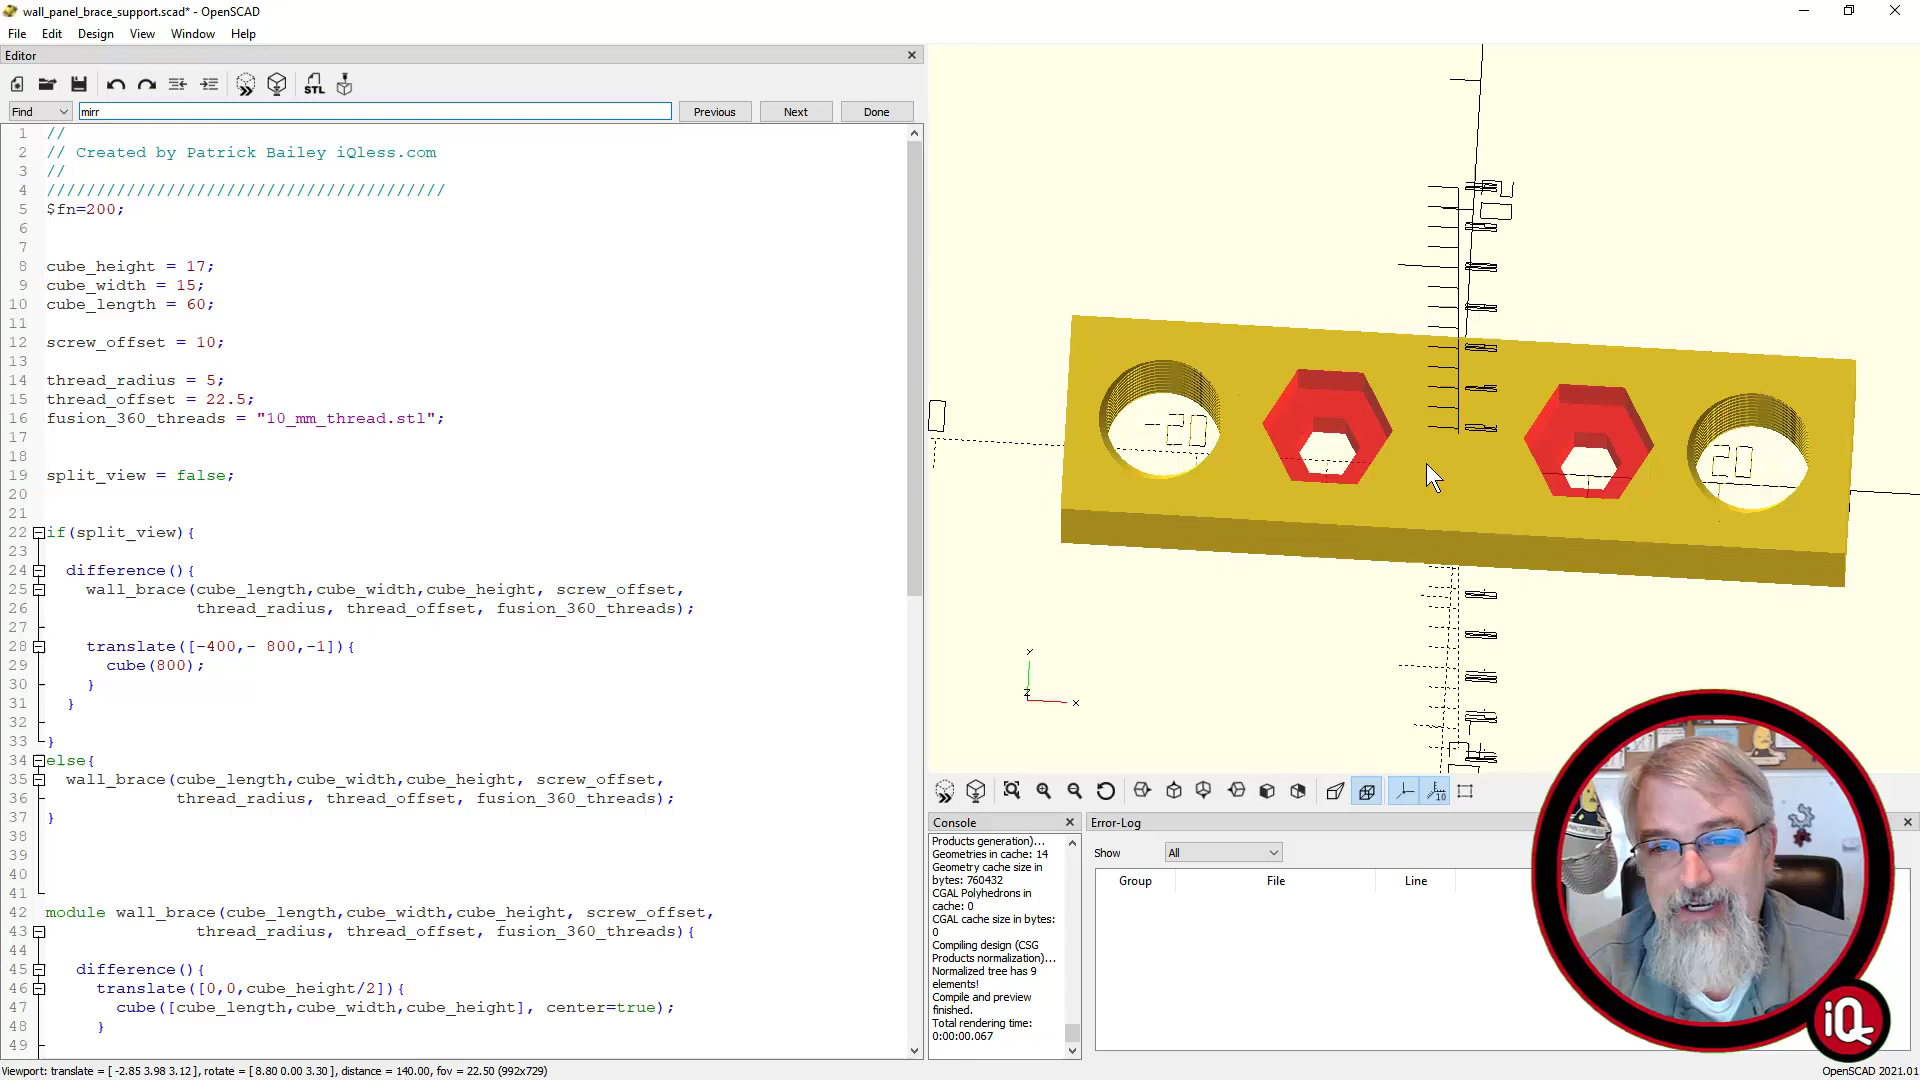 wall_panel_brace_support.scad* - OpenSCAD
File Edit Design View Window Help
Editor
STL
Find mirr Previous Next Done
1 //
2 // Created by Patrick Bailey iQless.com
3 //
4 ////////////////////////////////////////
5 $fn=200;
6
7
8 cube_height = 17;
9 cube_width = 15;
10 cube_length = 60;
11
12 screw_offset = 10;
13
14 thread_radius = 5;
15 thread_offset = 22.5;
16 fusion_360_threads = "10_mm_thread.stl";
17
18
19 split_view = false;
20
21
22 if(split_view){
23
24 difference(){
25 wall_brace(cube_length,cube_width,cube_height, screw_offset,
26 thread_radius, thread_offset, fusion_360_threads);
27
28 translate([-400,- 800,-1]){
29 cube(800);
30 }
31 }
32
33 }
34 else{
35 wall_brace(cube_length,cube_width,cube_height, screw_offset,
36 thread_radius, thread_offset, fusion_360_threads);
37 }
38
39
40
41
42 module wall_brace(cube_length,cube_width,cube_height, screw_offset,
43 thread_radius, thread_offset, fusion_360_threads){
44
45 difference(){
46 translate([0,0,cube_height/2]){
47 cube([cube_length,cube_width,cube_height], center=true);
48 }
49
-20
20
Y
Z
X
10
Console
Products generation)...
Geometries in cache: 14
Geometry cache size in
bytes: 760432
CGAL Polyhedrons in
cache: 0
CGAL cache size in bytes:
0
Compiling design (CSG
Products normalization)...
Normalized tree has 9
elements!
Compile and preview
finished.
Total rendering time:
0:00:00.067
Error-Log
Show All
Group File Line
iQ
Viewport: translate = [ -2.85 3.98 3.12 ], rotate = [ 8.80 0.00 3.30 ], distance = 140.00, fov = 22.50 (992x729)
OpenSCAD 2021.01